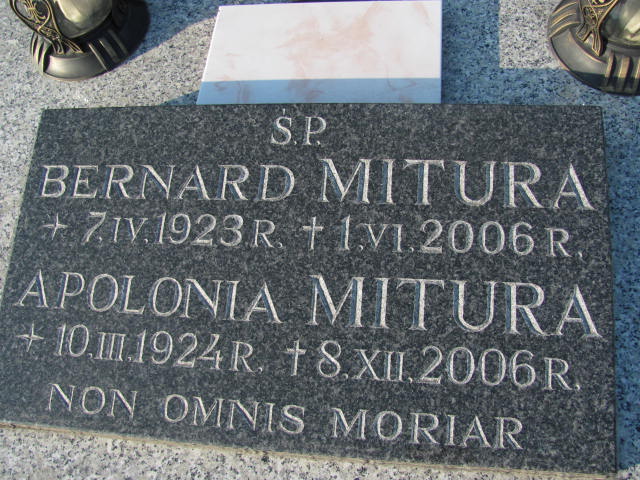 Ś.P.
BERNARD MITURA
+ 7.IV.1923 R. † 1.VI.2006 R.
APOLONIA MITURA
+ 10.III.1924 R. † 8.XII.2006 R.
NON OMNIS MORIAR